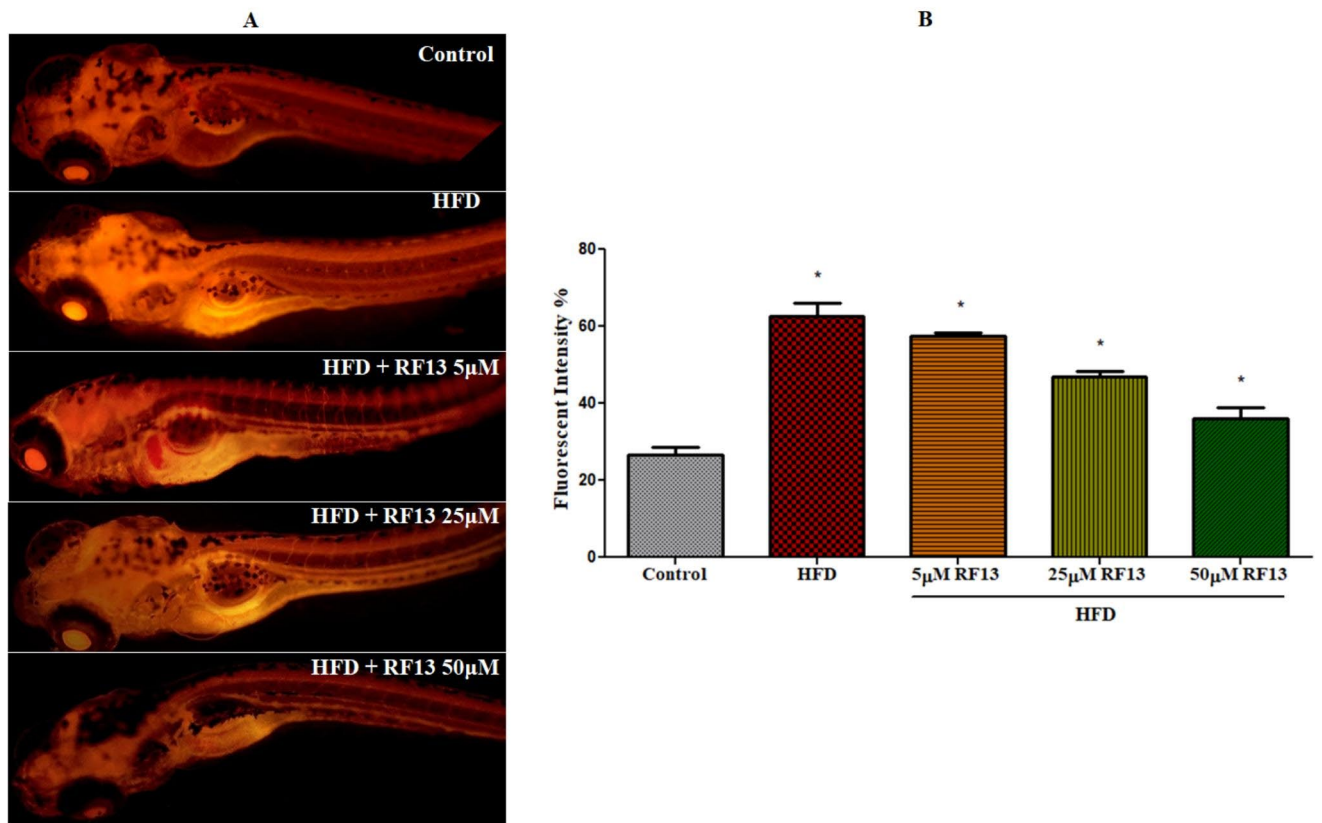 A
Control
HFD
HFD + RF13 5μM
HFD + RF13 25μM
HFD + RF13 50μM
B
Fluorescent Intensity %
80
60
40
20
0
* * * *
Control HFD 5μM RF13 25μM RF13 50μM RF13
HFD